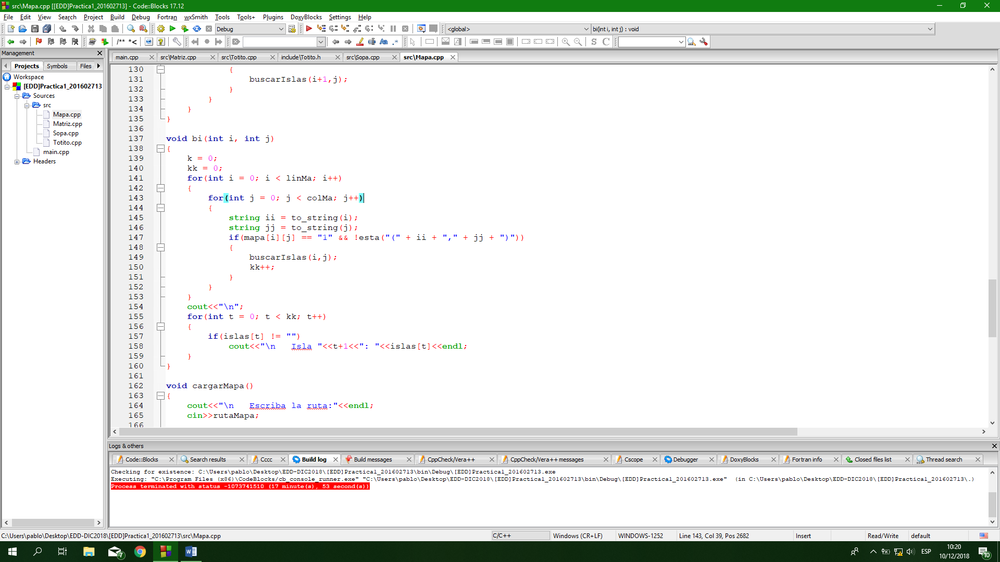 src\Mapa.cpp [[EDD]Practica1_201602713] - Code::Blocks 17.12
File Edit View Search Project Build Debug Fortran wxSmith Tools Tools+ Plugins DoxyBlocks Settings Help
Debug <global> bi(int i, int j) : void
/** *<
S C
Management
main.cpp src\Matriz.cpp src\Totito.cpp include\Totito.h src\Sopa.cpp src\Mapa.cpp
Projects Symbols Files
Workspace
[EDD]Practica1_201602713
Sources
src
Mapa.cpp
Matriz.cpp
Sopa.cpp
Totito.cpp
main.cpp
Headers
130 {
131 buscarIslas(i+1,j);
132 }
133 }
134 }
135 }
136
137 void bi(int i, int j)
138 {
139 k = 0;
140 kk = 0;
141 for(int i = 0; i < linMa; i++)
142 {
143 for(int j = 0; j < colMa; j++)
144 {
145 string ii = to_string(i);
146 string jj = to_string(j);
147 if(mapa[i][j] == "1" && !esta("(" + ii + "," + jj + ")"))
148 {
149 buscarIslas(i,j);
150 kk++;
151 }
152 }
153 }
154 cout<<"\n";
155 for(int t = 0; t < kk; t++)
156 {
157 if(islas[t] != "")
158 cout<<"\n   Isla "<<t+1<<": "<<islas[t]<<endl;
159 }
160 }
161
162 void cargarMapa()
163 {
164 cout<<"\n   Escriba la ruta:"<<endl;
165 cin>>rutaMapa;
166
Logs & others
Code::Blocks Search results Cccc Build log Build messages CppCheck/Vera++ CppCheck/Vera++ messages Cscope Debugger DoxyBlocks Fortran info Closed files list Thread search
Checking for existence: C:\Users\pablo\Desktop\EDD-DIC2018\[EDD]Practica1_201602713\bin\Debug\[EDD]Practica1_201602713.exe
Executing: "C:\Program Files (x86)\CodeBlocks/cb_console_runner.exe" "C:\Users\pablo\Desktop\EDD-DIC2018\[EDD]Practica1_201602713\bin\Debug\[EDD]Practica1_201602713.exe"  (in C:\Users\pablo\Desktop\EDD-DIC2018\[EDD]Practica1_201602713\.)
Process terminated with status -1073741510 (17 minute(s), 53 second(s))
C:\Users\pablo\Desktop\EDD-DIC2018\[EDD]Practica1_201602713\src\Mapa.cpp C/C++ Windows (CR+LF) WINDOWS-1252 Line 143, Col 39, Pos 2682 Insert Read/Write default
7 ESP 10:20 10
10/12/2018